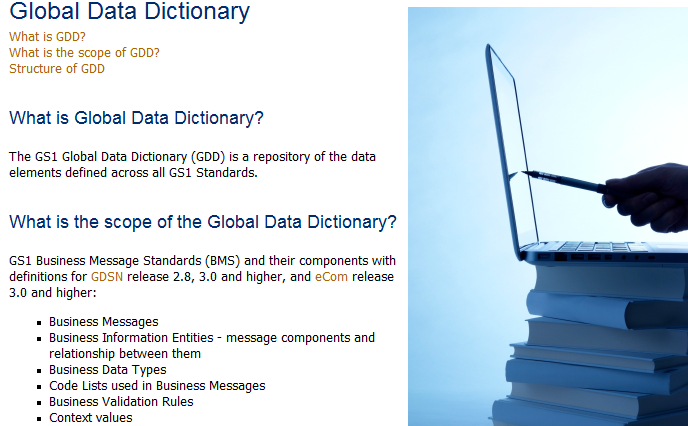 Global Data Dictionary
What is GDD?
What is the scope of GDD?
Structure of GDD
What is Global Data Dictionary?
The GS1 Global Data Dictionary (GDD) is a repository of the data
elements defined across all GS1 Standards.
What is the scope of the Global Data Dictionary?
GS1 Business Message Standards (BMS) and their components with
definitions for GDSN release 2.8, 3.0 and higher, and eCom release
3.0 and higher:
Business Messages
Business Information Entities - message components and
relationship between them
Business Data Types
Code Lists used in Business Messages
Business Validation Rules
Context values